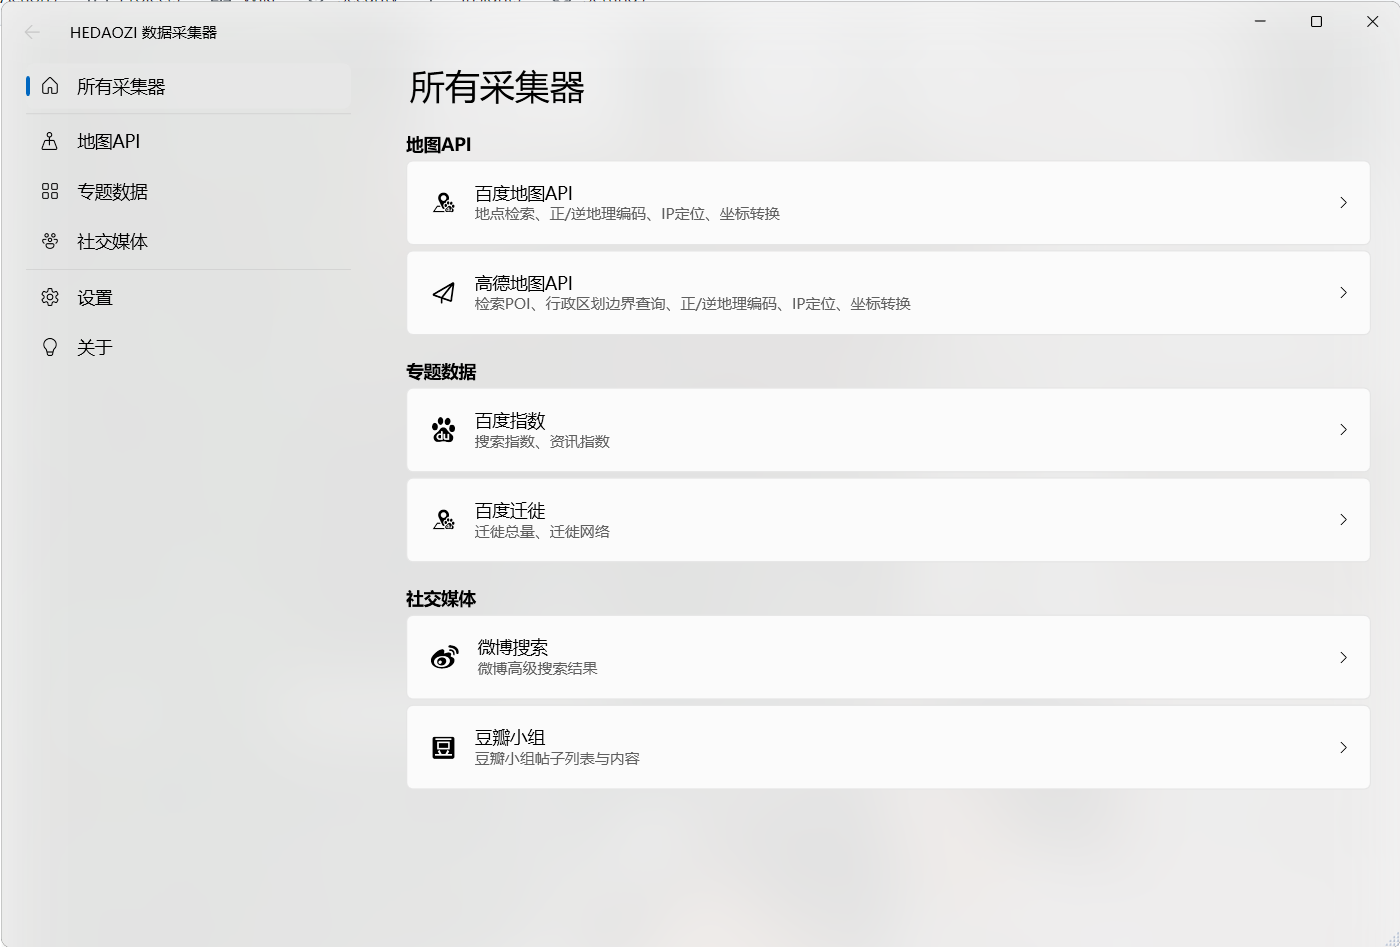 HEDAOZI 数据采集器
所有采集器
地图API
专题数据
社交媒体
设置
关于
所有采集器
地图API
百度地图API
地点检索、正/逆地理编码、IP定位、坐标转换
高德地图API
检索POI、行政区划边界查询、正/逆地理编码、IP定位、坐标转换
专题数据
百度指数
搜索指数、资讯指数
百度迁徙
迁徙总量、迁徙网络
社交媒体
微博搜索
微博高级搜索结果
豆瓣小组
豆瓣小组帖子列表与内容